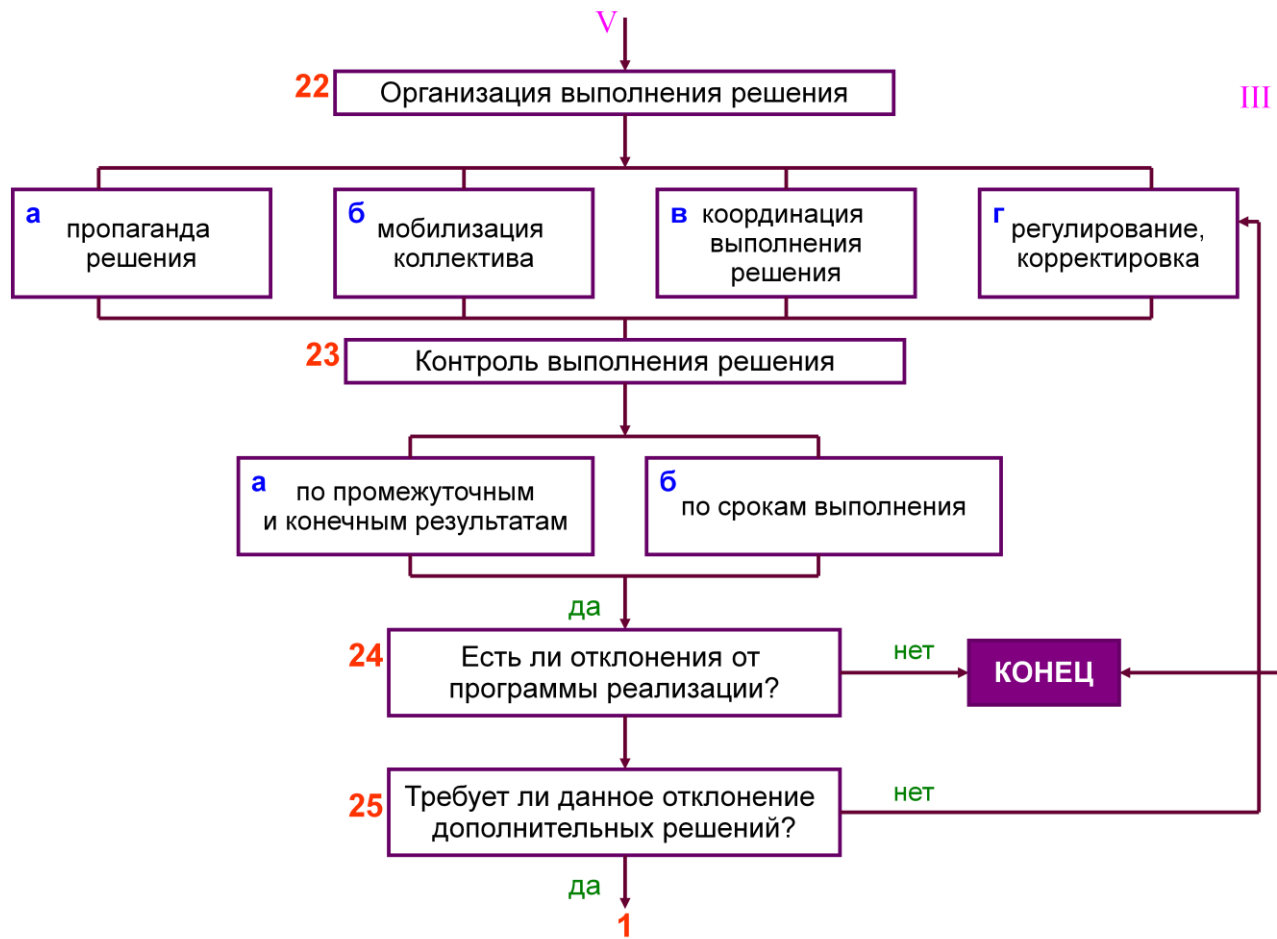 V
22
Организация выполнения решения
III
а
пропаганда
решения
б
мобилизация
коллектива
в
координация
выполнения
решения
г
регулирование,
корректировка
23
Контроль выполнения решения
а
по промежуточным
и конечным результатам
б
по срокам выполнения
да
24
Есть ли отклонения от
программы реализации?
нет
КОНЕЦ
25
Требует ли данное отклонение
дополнительных решений?
нет
да
1